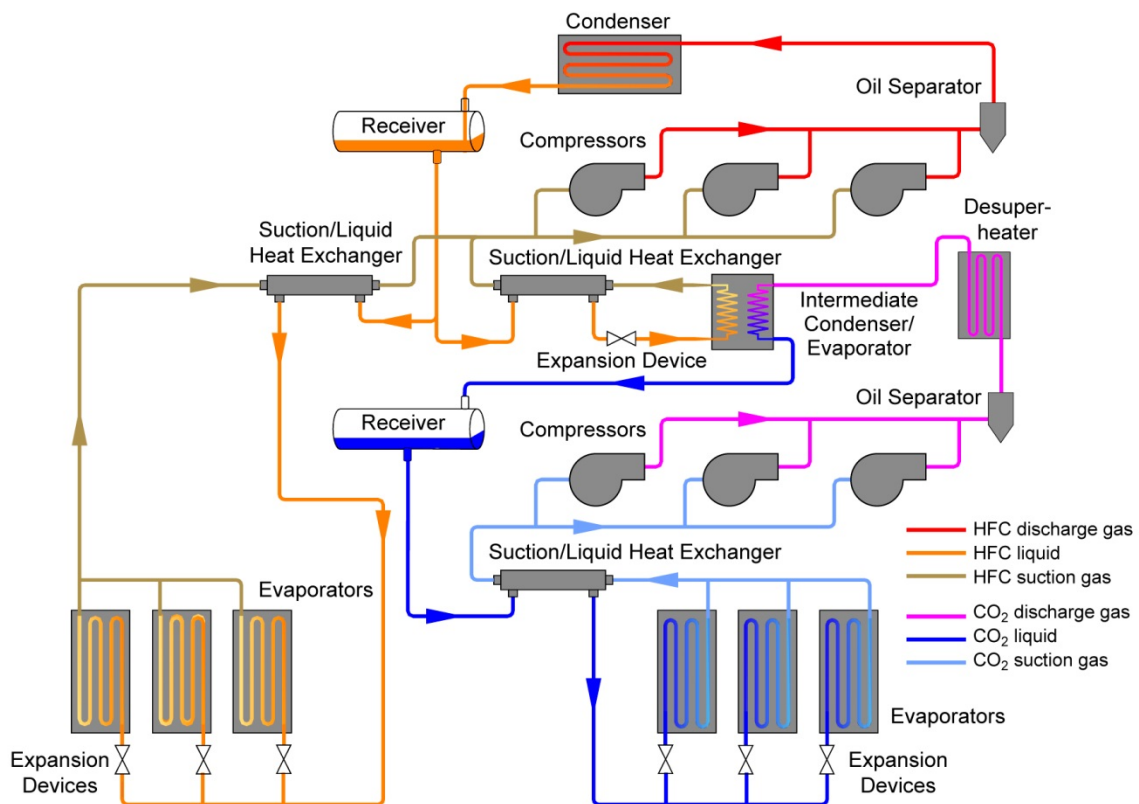 Condenser
Oil Separator
Receiver
Compressors
Desuper-
heater
Suction/Liquid
Heat Exchanger
Suction/Liquid Heat Exchanger
Intermediate
Condenser/
Evaporator
Expansion Device
Oil Separator
Receiver
Compressors
HFC discharge gas
HFC liquid
HFC suction gas
CO₂ discharge gas
CO₂ liquid
CO₂ suction gas
Suction/Liquid Heat Exchanger
Evaporators
Evaporators
Expansion
Devices
Expansion
Devices